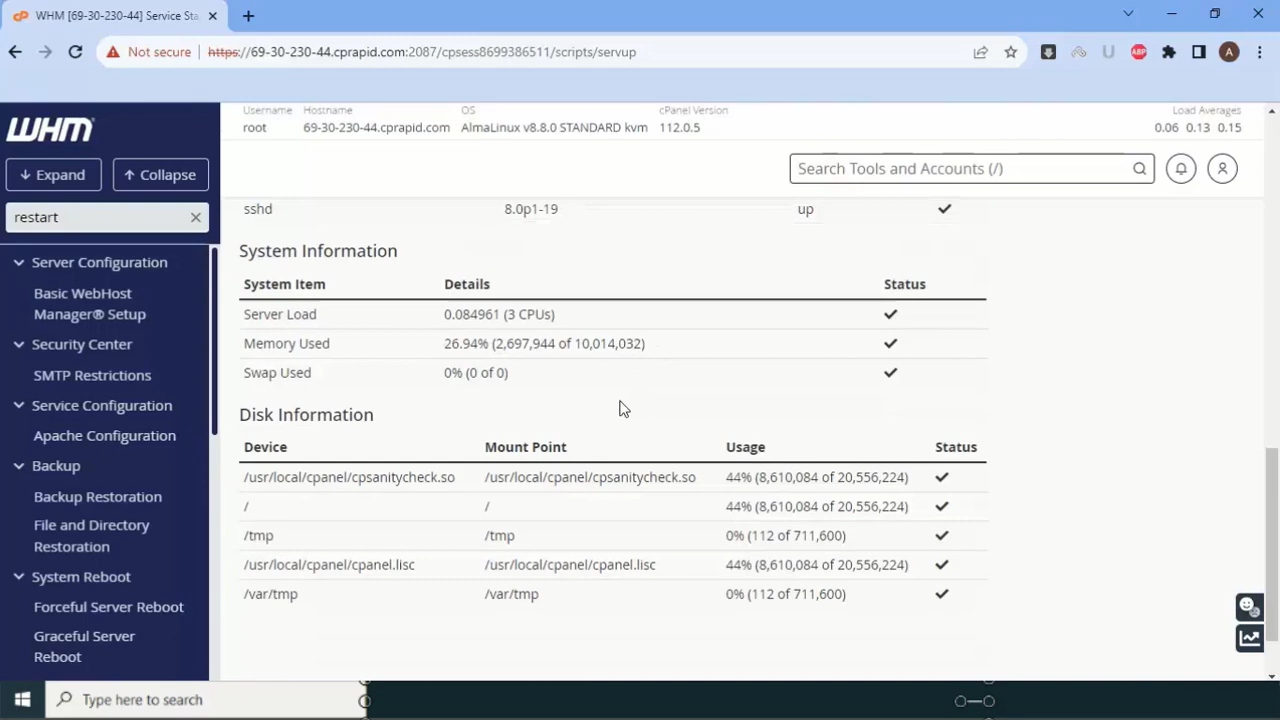 WHM [69-30-230-44] Service Sta
Not secure | https://69-30-230-44.cprapid.com:2087/cpsess8699386511/scripts/servup
ABP
A
WHM
Username Hostname OS cPanel Version Load Averages
root 69-30-230-44.cprapid.com AlmaLinux v8.8.0 STANDARD kvm 112.0.5 0.06 0.13 0.15
Expand
Collapse
Search Tools and Accounts (/)
restart
Server Configuration
Basic WebHost
Manager® Setup
Security Center
SMTP Restrictions
Service Configuration
Apache Configuration
Backup
Backup Restoration
File and Directory
Restoration
System Reboot
Forceful Server Reboot
Graceful Server
Reboot
sshd 8.0p1-19 up
System Information
System Item Details Status
Server Load 0.084961 (3 CPUs)
Memory Used 26.94% (2,697,944 of 10,014,032)
Swap Used 0% (0 of 0)
Disk Information
Device Mount Point Usage Status
/usr/local/cpanel/cpsanitycheck.so /usr/local/cpanel/cpsanitycheck.so 44% (8,610,084 of 20,556,224)
/ / 44% (8,610,084 of 20,556,224)
/tmp /tmp 0% (112 of 711,600)
/usr/local/cpanel/cpanel.lisc /usr/local/cpanel/cpanel.lisc 44% (8,610,084 of 20,556,224)
/var/tmp /var/tmp 0% (112 of 711,600)
Type here to search